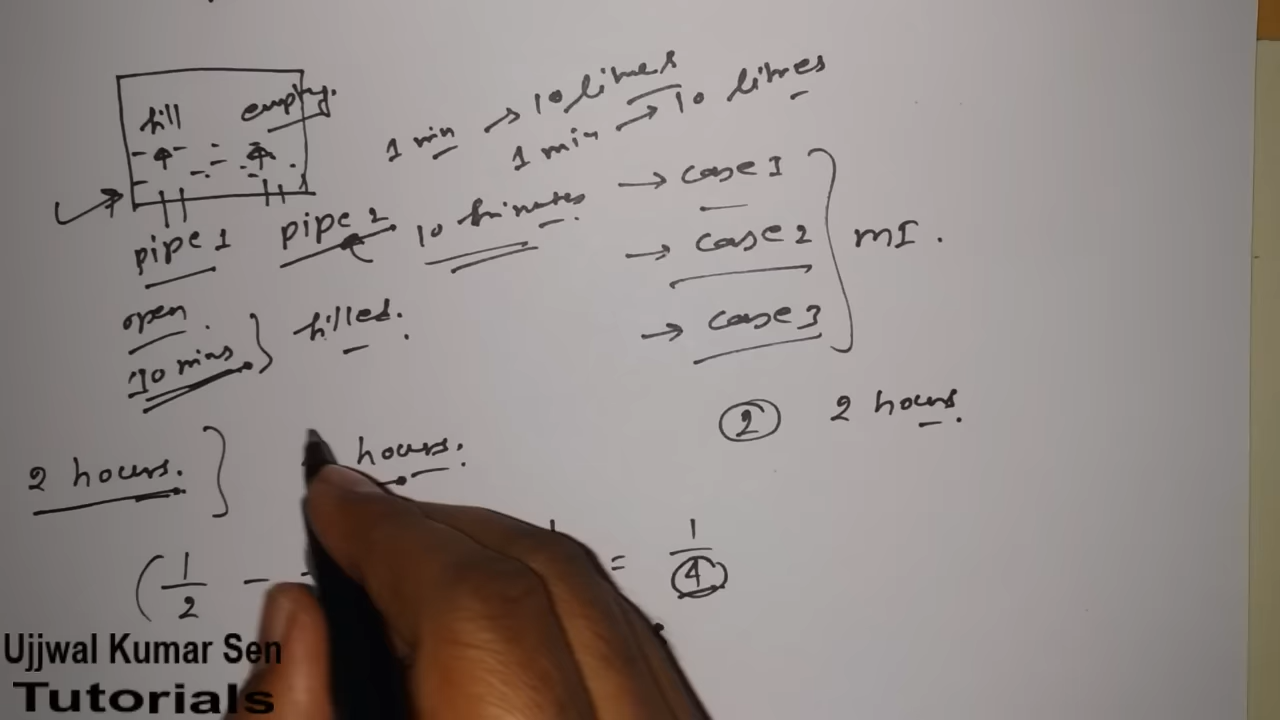 fill empty.
1 min → 10 litres
1 min → 10 litres
pipe 1 pipe 2 10 minutes → case 1
→ case 2 mI.
→ case 3
open.
10 mins } filled.
2 2 hours.
2 hours. } hours.
( 1/2 - = 1/4
Ujjwal Kumar Sen
Tutorials